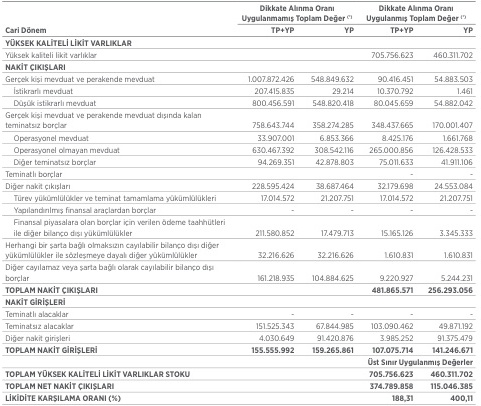 Dikkate Alınma Oranı Dikkate Alınma Oranı
Uygulanmamış Toplam Değer (*) Uygulanmış Toplam Değer (*)
Cari Dönem TP+YP YP TP+YP YP
YÜKSEK KALİTELİ LİKİT VARLIKLAR
Yüksek kaliteli likit varlıklar 705.756.623 460.311.702
NAKİT ÇIKIŞLARI
Gerçek kişi mevduat ve perakende mevduat 1.007.872.426 548.849.632 90.416.451 54.883.503
İstikrarlı mevduat 207.415.835 29.214 10.370.792 1.461
Düşük istikrarlı mevduat 800.456.591 548.820.418 80.045.659 54.882.042
Gerçek kişi mevduat ve perakende mevduat dışında kalan
teminatsız borçlar 758.643.744 358.274.285 348.437.665 170.001.407
Operasyonel mevduat 33.907.001 6.853.366 8.425.176 1.661.768
Operasyonel olmayan mevduat 630.467.392 308.542.116 265.000.856 126.428.533
Diğer teminatsız borçlar 94.269.351 42.878.803 75.011.633 41.911.106
Teminatlı borçlar - -
Diğer nakit çıkışları 228.595.424 38.687.464 32.179.698 24.553.084
Türev yükümlülükler ve teminat tamamlama yükümlülükleri 17.014.572 21.207.751 17.014.572 21.207.751
Yapılandırılmış finansal araçlardan borçlar - - - -
Finansal piyasalara olan borçlar için verilen ödeme taahhütleri
ile diğer bilanço dışı yükümlülükler 211.580.852 17.479.713 15.165.126 3.345.333
Herhangi bir şarta bağlı olmaksızın cayılabilir bilanço dışı diğer
yükümlülükler ile sözleşmeye dayalı diğer yükümlülükler 32.216.626 32.216.626 1.610.831 1.610.831
Diğer cayılamaz veya şarta bağlı olarak cayılabilir bilanço dışı
borçlar 161.218.935 104.884.625 9.220.927 5.244.231
TOPLAM NAKİT ÇIKIŞLARI 481.865.571 256.293.056
NAKİT GİRİŞLERİ
Teminatlı alacaklar - - - -
Teminatsız alacaklar 151.525.343 67.844.985 103.090.462 49.871.192
Diğer nakit girişleri 4.030.649 91.420.876 3.985.252 91.375.479
TOPLAM NAKİT GİRİŞLERİ 155.555.992 159.265.861 107.075.714 141.246.671
Üst Sınır Uygulanmış Değerler
TOPLAM YÜKSEK KALİTELİ LİKİT VARLIKLAR STOKU 705.756.623 460.311.702
TOPLAM NET NAKİT ÇIKIŞLARI 374.789.858 115.046.385
LİKİDİTE KARŞILAMA ORANI (%) 188,31 400,11